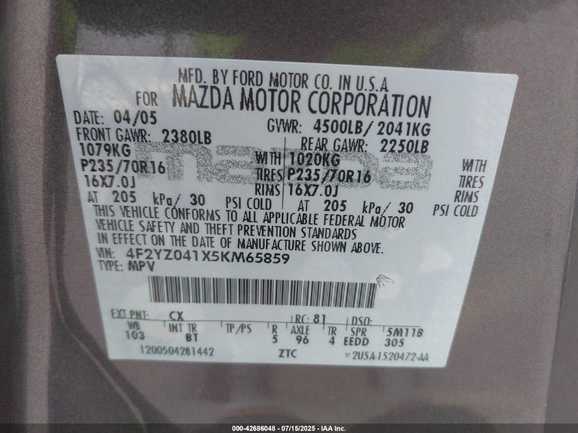 MFD. BY FORD MOTOR CO. IN U.S.A
FOR MAZDA MOTOR CORPORATION
DATE: 04/05 GVWR: 4500LB/ 2041KG
FRONT GAWR: 2380LB REAR GAWR: 2250LB
1079KG WITH 1020KG WITH
P235/70R16 TIRES P235/70R16 TIRES
16X7.0J RIMS 16X7.0J RIMS
AT 205 kPa/ 30 PSI COLD AT 205 kPa/ 30 PSI COLD
THIS VEHICLE CONFORMS TO ALL APPLICABLE FEDERAL MOTOR
VEHICLE SAFETY AND THEFT PREVENTION STANDARDS
IN EFFECT ON THE DATE OF MANUFACTURE SHOWN ABOVE.
VIN: 4F2YZ041X5KM65859
TYPE: MPV
EXT PNT: CX RC: 81 DSO:
WB INT TR TP/PS R AXLE TR SPR 5M118
103 BT 5 96 4 EEDD 305
1200504281442 ZTC 2U5A-1520472-AA
000-42686048 - 07/15/2025 - IAA Inc.